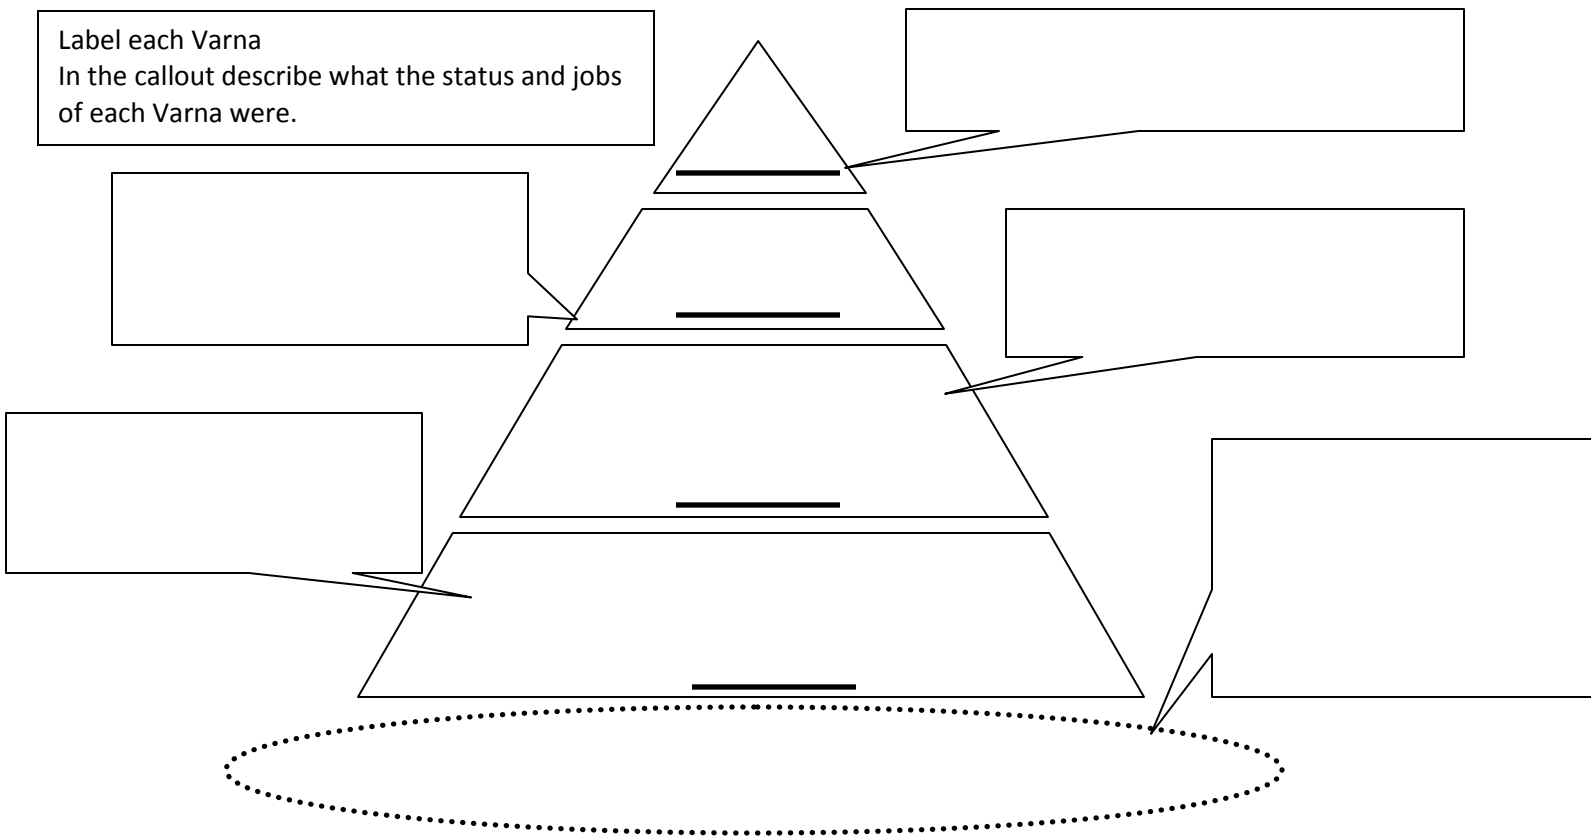 Label each Varna
In the callout describe what the status and jobs
of each Varna were.